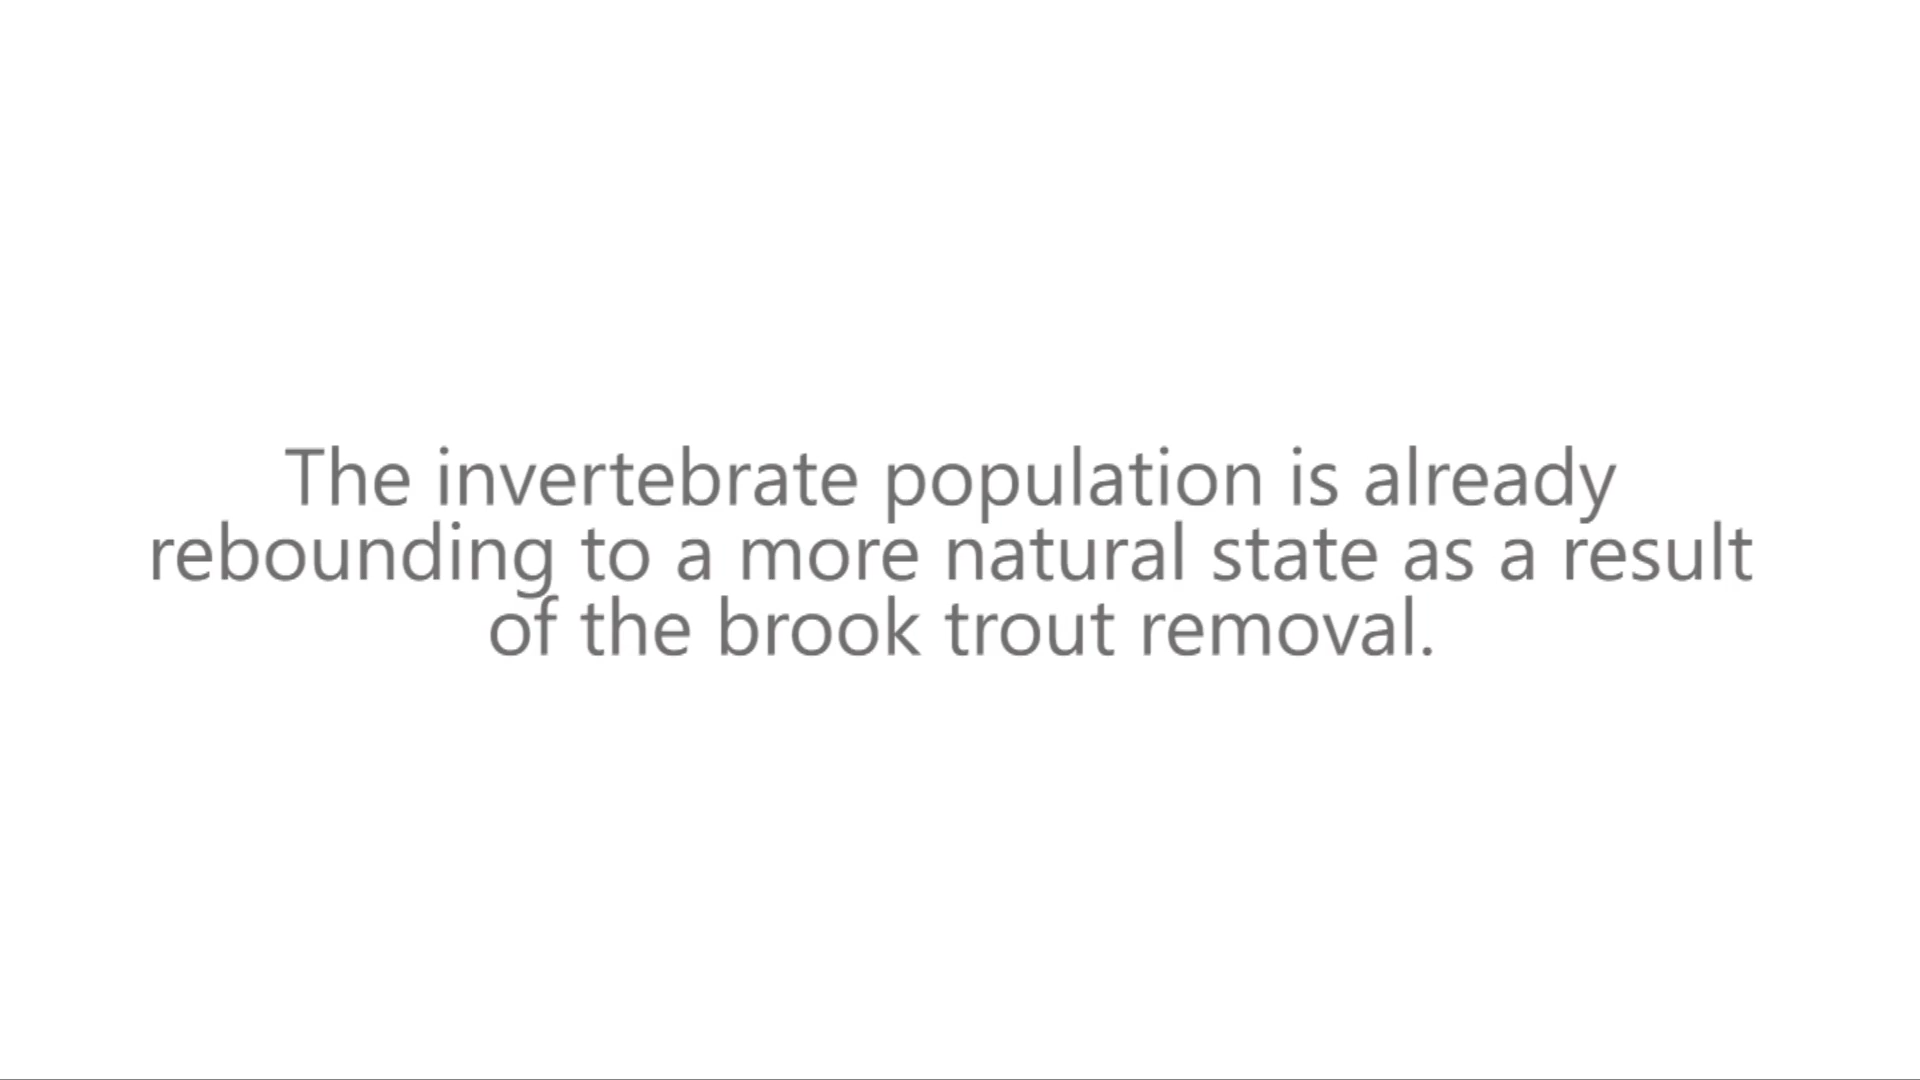 The invertebrate population is already
rebounding to a more natural state as a result
of the brook trout removal.